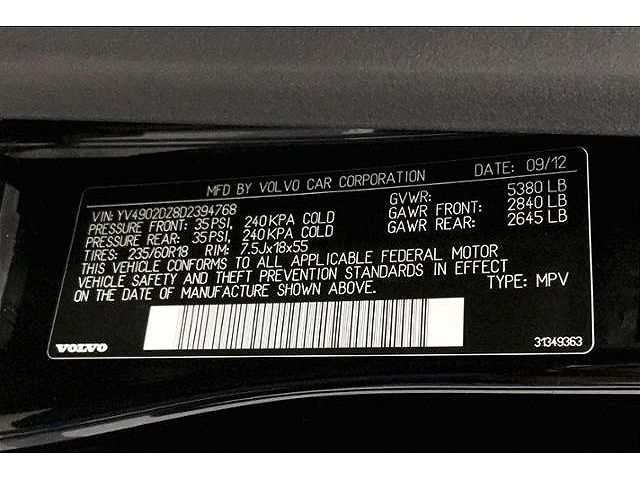 MFD BY VOLVO CAR CORPORATION DATE: 09/12
VIN: YV4902DZ8D2394768 GVWR: 5380 LB
PRESSURE FRONT: 35PSI, 240KPA COLD GAWR FRONT: 2840 LB
PRESSURE REAR: 35PSI, 240KPA COLD GAWR REAR: 2645 LB
TIRES: 235/60R18 RIM: 7.5Jx18x55
THIS VEHICLE CONFORMS TO ALL APPLICABLE FEDERAL MOTOR
VEHICLE SAFETY AND THEFT PREVENTION STANDARDS IN EFFECT
ON THE DATE OF MANUFACTURE SHOWN ABOVE. TYPE: MPV
VOLVO 31349363